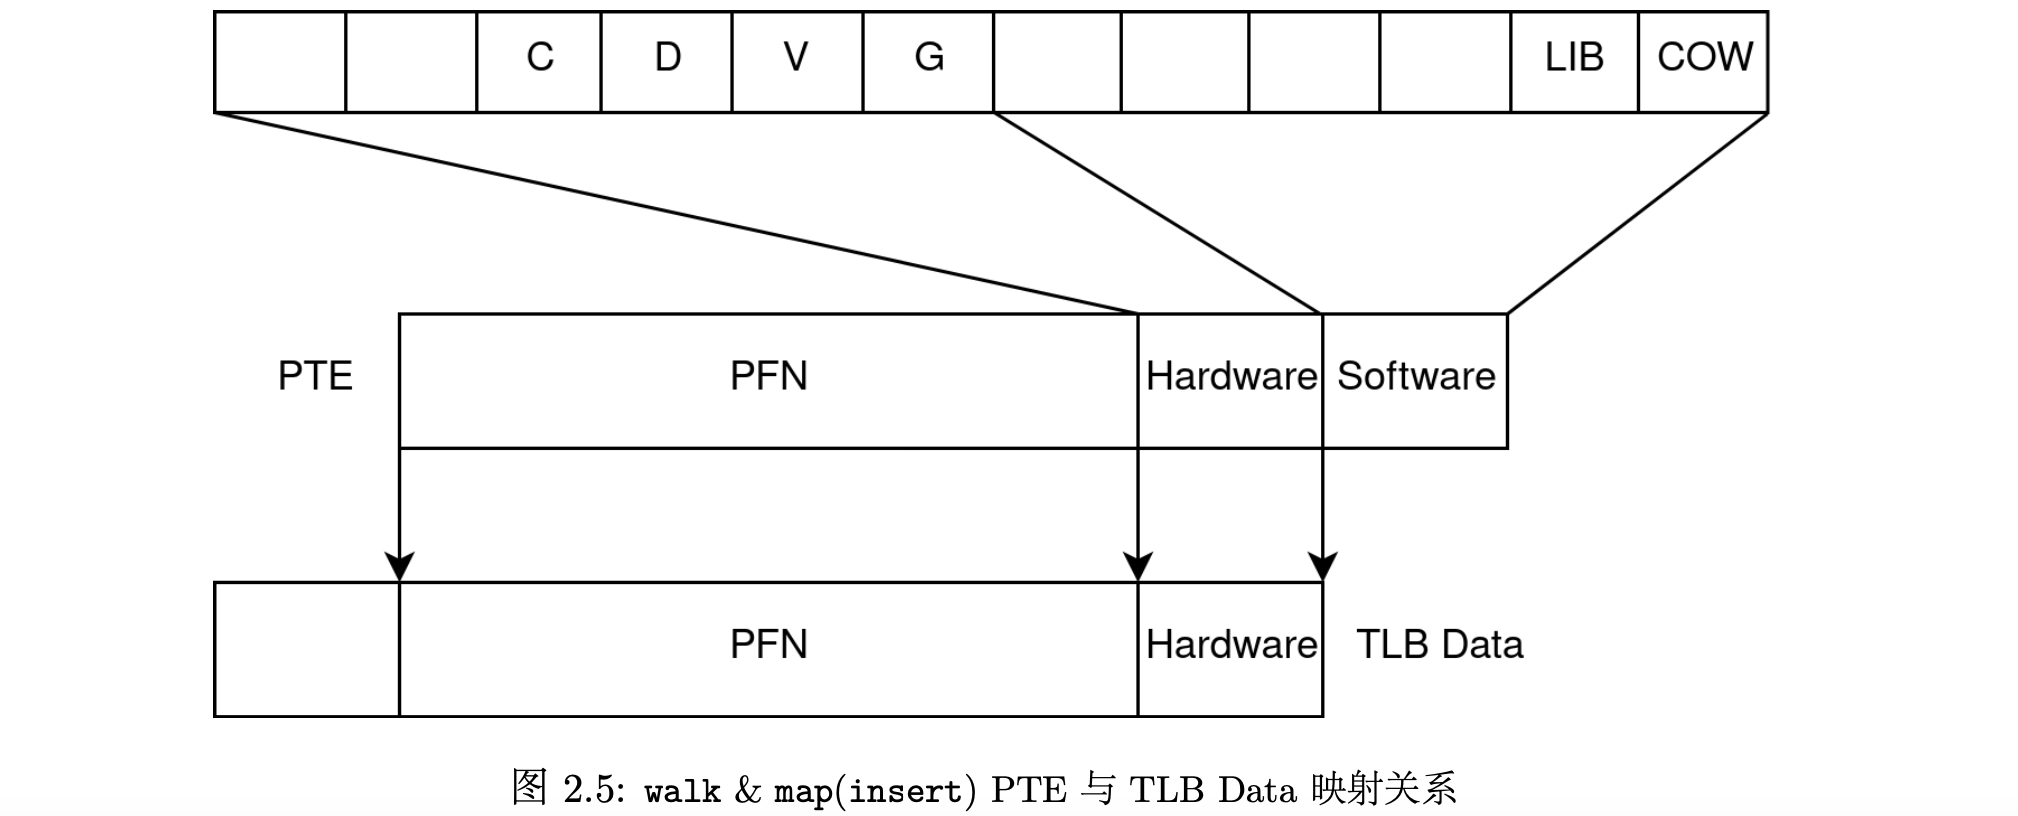 C D V G LIB COW
PTE PFN Hardware Software
PFN Hardware TLB Data
图 2.5: walk & map(insert) PTE 与 TLB Data 映射关系